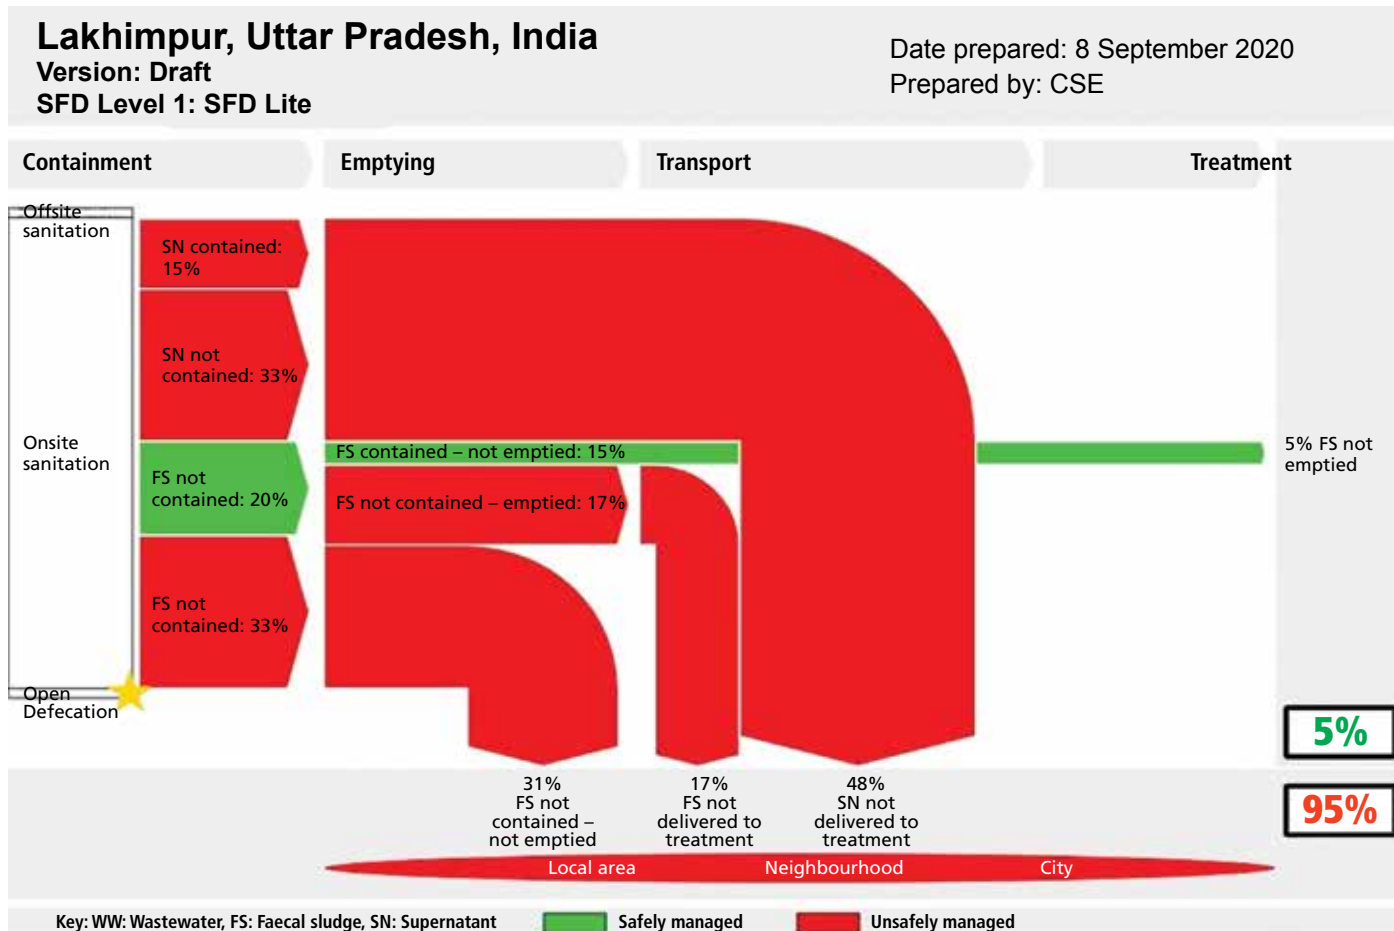 Lakhimpur, Uttar Pradesh, India
Version: Draft
SFD Level 1: SFD Lite
Date prepared: 8 September 2020
Prepared by: CSE
Containment
Emptying
Transport
Treatment
Offsite
sanitation
SN contained:
15%
SN not
contained: 33%
Onsite
sanitation
FS not
contained: 20%
FS contained – not emptied: 15%
FS not contained – emptied: 17%
5% FS not
emptied
FS not
contained: 33%
Open
Defecation
5%
95%
31%
FS not
contained –
not emptied
17%
FS not
delivered to
treatment
48%
SN not
delivered to
treatment
Local area
Neighbourhood
City
Key: WW: Wastewater, FS: Faecal sludge, SN: Supernatant
Safely managed
Unsafely managed